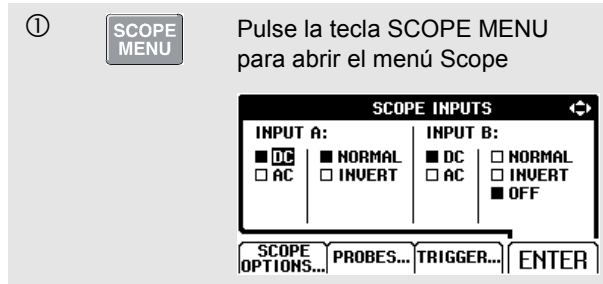 ①
SCOPE
MENU
Pulse la tecla SCOPE MENU
para abrir el menú Scope
SCOPE INPUTS
INPUT A: INPUT B:
■ DC ■ NORMAL ■ DC □ NORMAL
□ AC □ INVERT □ AC □ INVERT
■ OFF
SCOPE
OPTIONS... PROBES... TRIGGER... ENTER